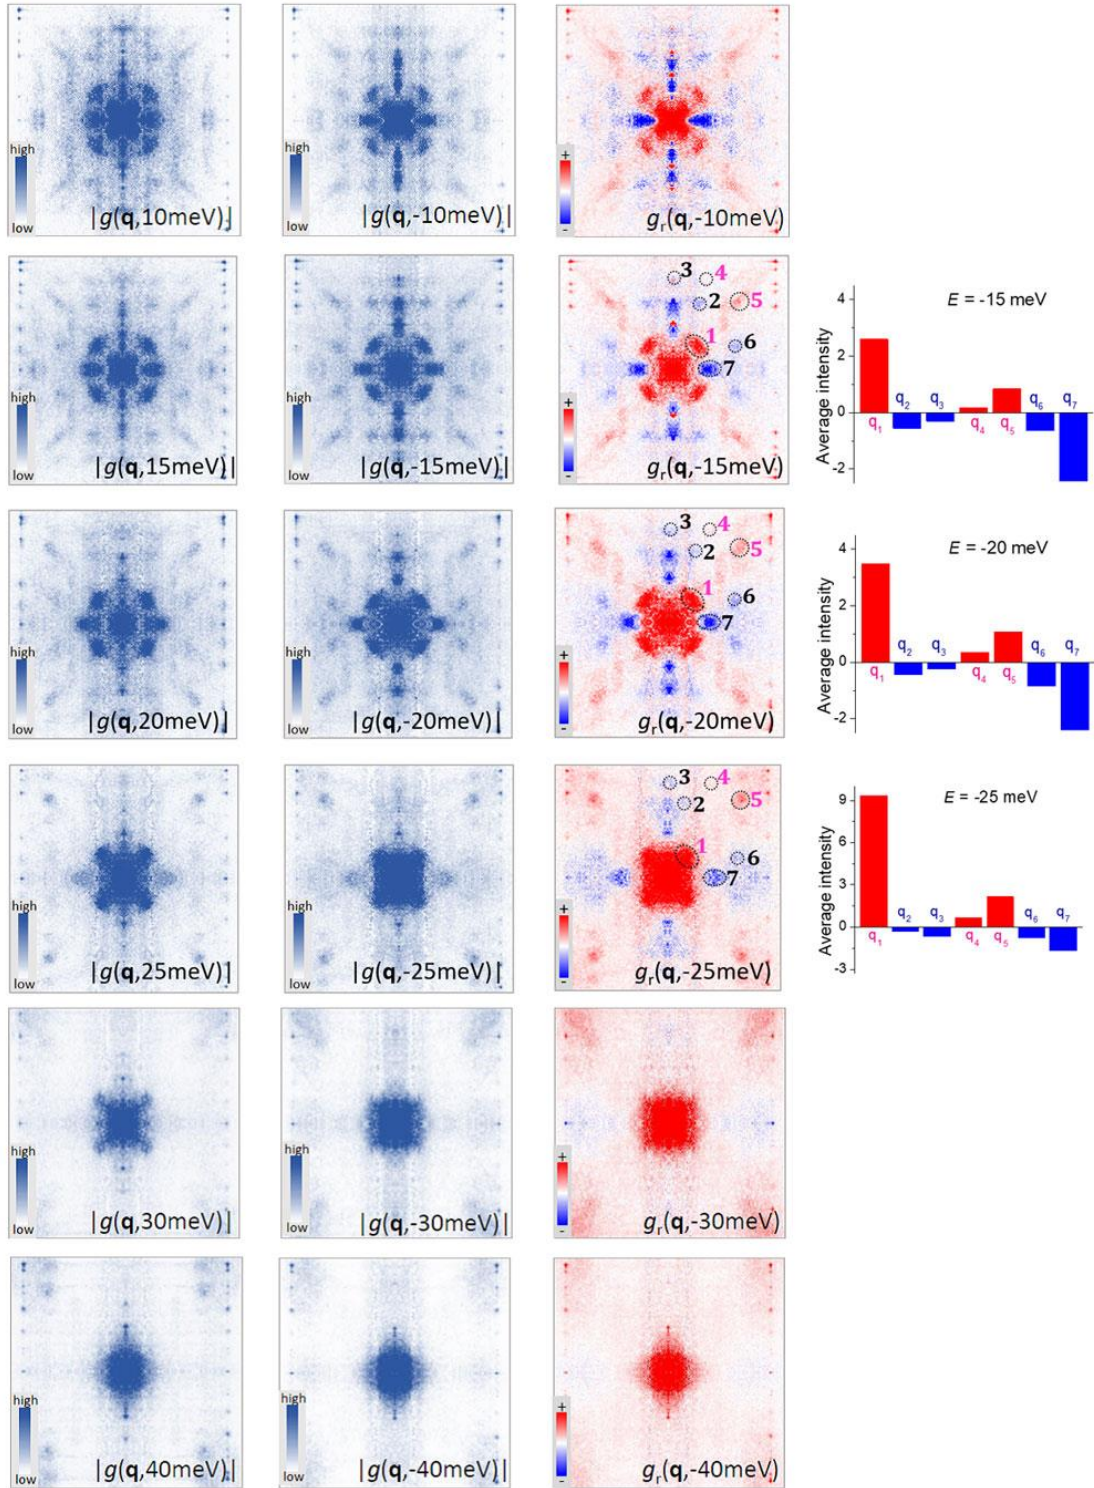 high
low
|g(q,10meV)|
high
low
|g(q,-10meV)|
+
-
gr(q,-10meV)
high
low
|g(q,15meV)|
high
low
|g(q,-15meV)|
3
4
2
5
1
6
7
+
-
gr(q,-15meV)
E = -15 meV
Average intensity
4
2
0
-2
q1
q2
q3
q4
q5
q6
q7
high
low
|g(q,20meV)|
high
low
|g(q,-20meV)|
3
4
2
5
1
6
7
+
-
gr(q,-20meV)
E = -20 meV
Average intensity
4
2
0
-2
q1
q2
q3
q4
q5
q6
q7
high
low
|g(q,25meV)|
high
low
|g(q,-25meV)|
3
4
2
5
1
6
7
+
-
gr(q,-25meV)
E = -25 meV
Average intensity
9
6
3
0
-3
q1
q2
q3
q4
q5
q6
q7
high
low
|g(q,30meV)|
high
low
|g(q,-30meV)|
+
-
gr(q,-30meV)
high
low
|g(q,40meV)|
high
low
|g(q,-40meV)|
+
-
gr(q,-40meV)